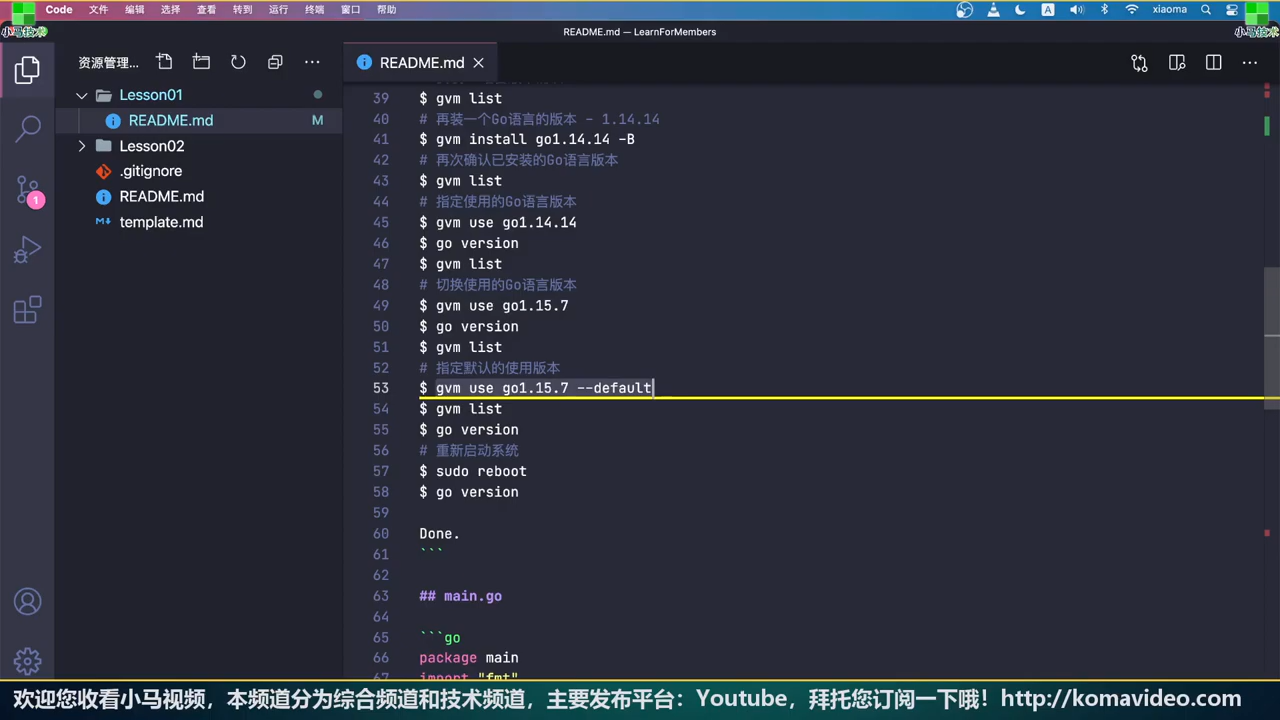 Code 文件 编辑 选择 查看 转到 运行 终端 窗口 帮助 A xiaoma
小马技术 README.md — LearnForMembers 小马技术
资源管理... ···
README.md ···
Lesson01
README.md M
Lesson02
.gitignore
README.md
template.md
1
39 $ gvm list
40 # 再装一个Go语言的版本 - 1.14.14
41 $ gvm install go1.14.14 -B
42 # 再次确认已安装的Go语言版本
43 $ gvm list
44 # 指定使用的Go语言版本
45 $ gvm use go1.14.14
46 $ go version
47 $ gvm list
48 # 切换使用的Go语言版本
49 $ gvm use go1.15.7
50 $ go version
51 $ gvm list
52 # 指定默认的使用版本
53 $ gvm use go1.15.7 --default
54 $ gvm list
55 $ go version
56 # 重新启动系统
57 $ sudo reboot
58 $ go version
59
60 Done.
61 ```
62
63 ## main.go
64
65 ```go
66 package main
67 import "fmt"
欢迎您收看小马视频，本频道分为综合频道和技术频道，主要发布平台：Youtube，拜托您订阅一下哦！http://komavideo.com